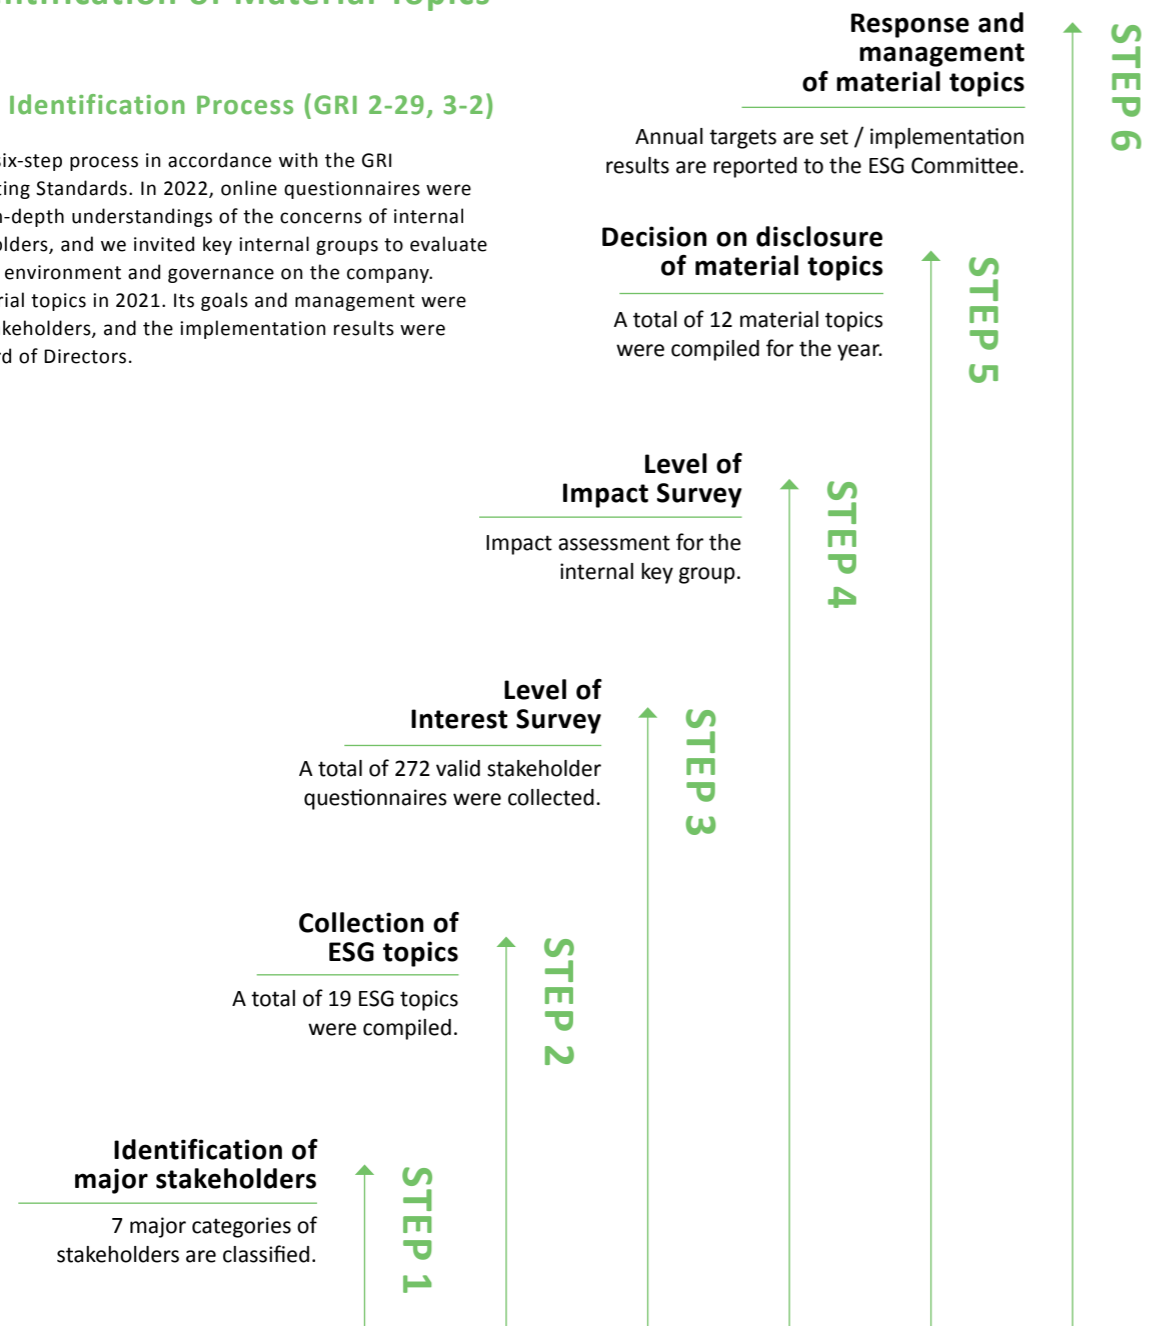 Identification of Material Topics
Identification Process (GRI 2-29, 3-2)
six-step process in accordance with the GRI
ting Standards. In 2022, online questionnaires were
n-depth understandings of the concerns of internal
olders, and we invited key internal groups to evaluate
environment and governance on the company.
rial topics in 2021. Its goals and management were
keholders, and the implementation results were
rd of Directors.
Response and
management
of material topics
Annual targets are set / implementation
results are reported to the ESG Committee.
STEP 6
Decision on disclosure
of material topics
A total of 12 material topics
were compiled for the year.
STEP 5
Level of
Impact Survey
Impact assessment for the
internal key group.
STEP 4
Level of
Interest Survey
A total of 272 valid stakeholder
questionnaires were collected.
STEP 3
Collection of
ESG topics
A total of 19 ESG topics
were compiled.
STEP 2
Identification of
major stakeholders
7 major categories of
stakeholders are classified.
STEP 1